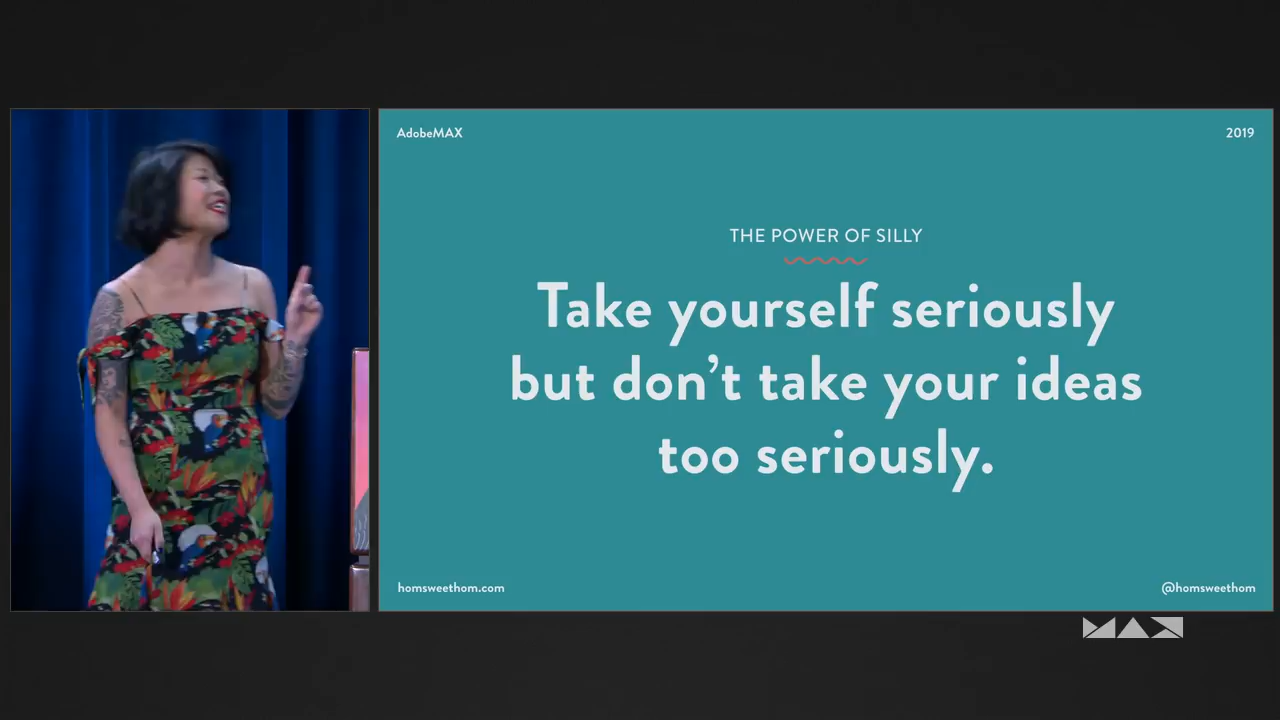 AdobeMAX
2019
THE POWER OF SILLY
Take yourself seriously
but don’t take your ideas
too seriously.
homsweethom.com
@homsweethom
MAX